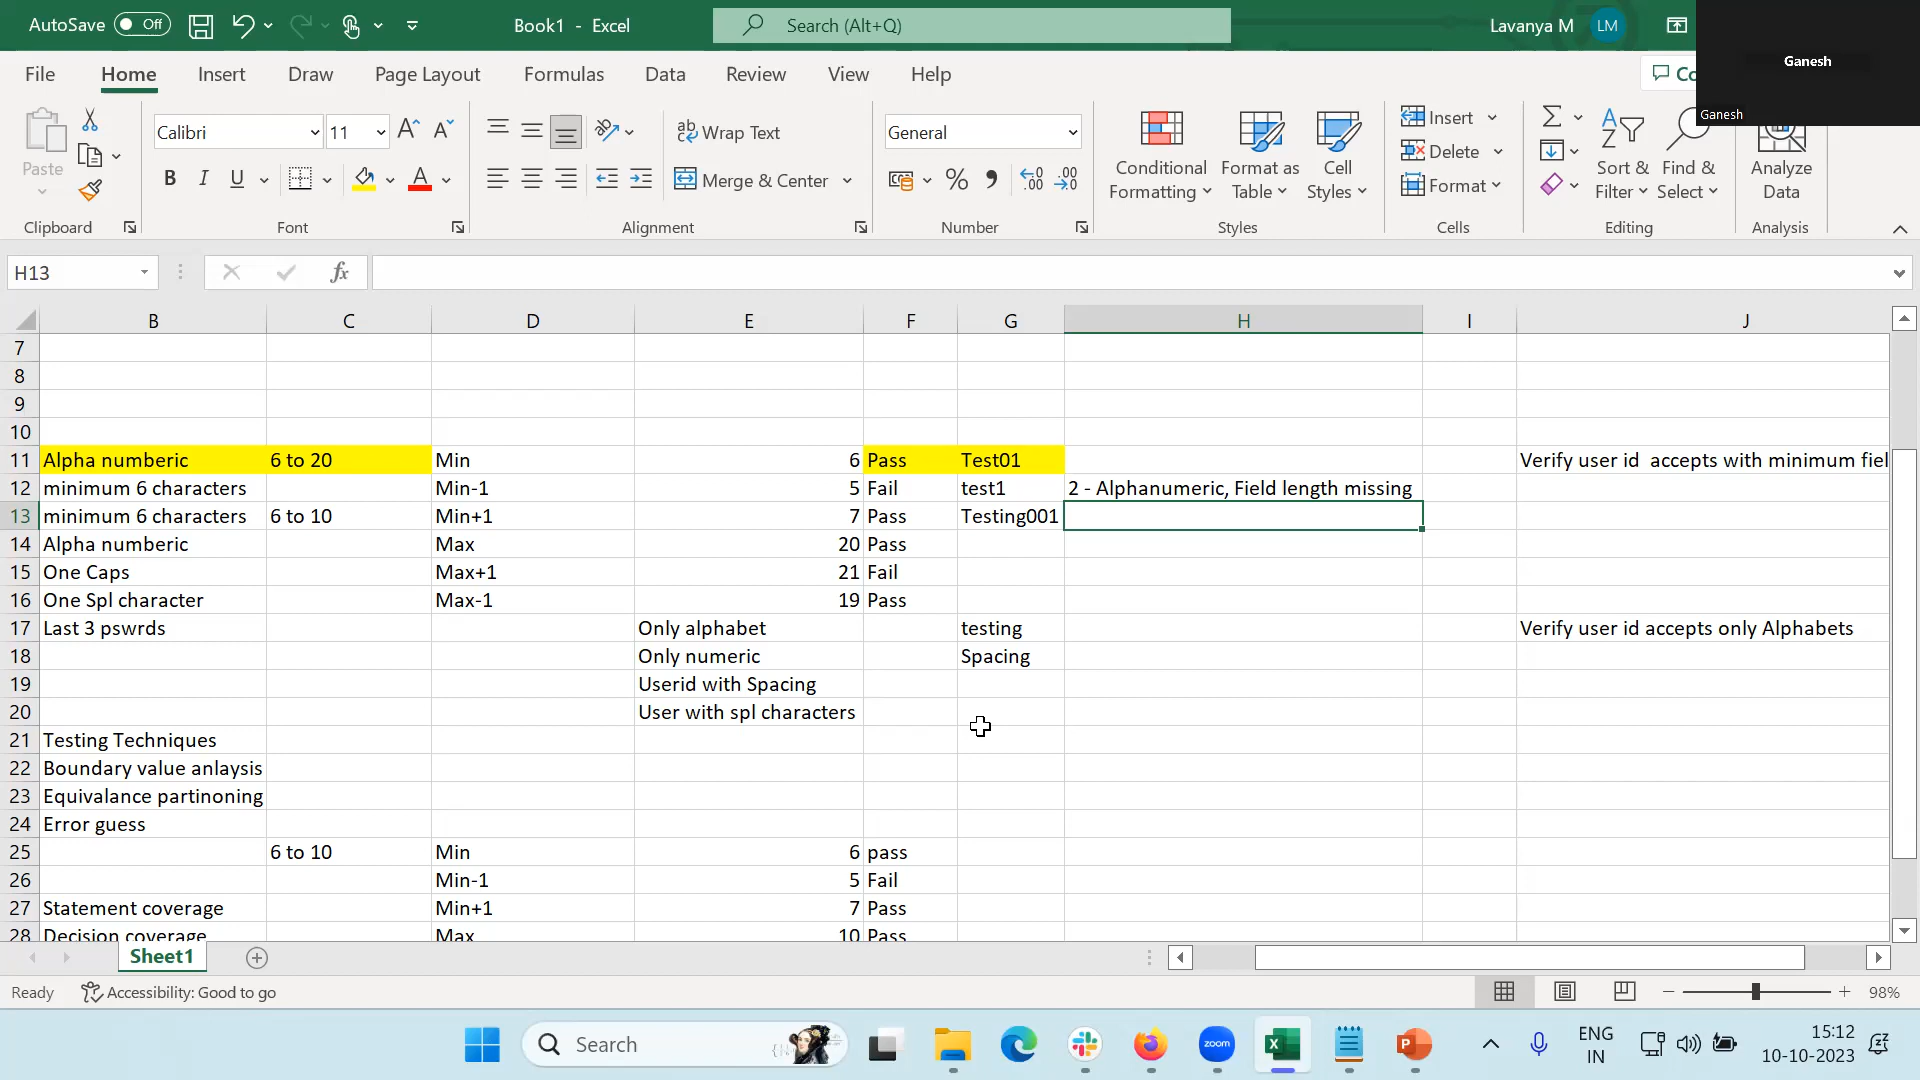 AutoSave Off Book1 - Excel Search (Alt+Q) Lavanya M LM
Ganesh
Ganesh
File Home Insert Draw Page Layout Formulas Data Review View Help Co
Paste Calibri 11 Wrap Text General Conditional Formatting Format as Table Cell Styles Insert Sort & Filter Find & Select Analyze Data
B I U A Merge & Center % Delete
Format
Clipboard Font Alignment Number Styles Cells Editing Analysis
H13 fx
B C D E F G H I J
7
8
9
10
11 Alpha numberic 6 to 20 Min 6 Pass Test01 Verify user id accepts with minimum fiel
12 minimum 6 characters Min-1 5 Fail test1 2 - Alphanumeric, Field length missing
13 minimum 6 characters 6 to 10 Min+1 7 Pass Testing001
14 Alpha numberic Max 20 Pass
15 One Caps Max+1 21 Fail
16 One Spl character Max-1 19 Pass
17 Last 3 pswrds Only alphabet testing Verify user id accepts only Alphabets
18 Only numeric Spacing
19 Userid with Spacing
20 User with spl characters
21 Testing Techniques
22 Boundary value anlaysis
23 Equivalance partinoning
24 Error guess
25 6 to 10 Min 6 pass
26 Min-1 5 Fail
27 Statement coverage Min+1 7 Pass
28 Decision coverage Max 10 Pass
Sheet1
Ready Accessibility: Good to go 98%
Search zoom ENG IN 15:12
10-10-2023